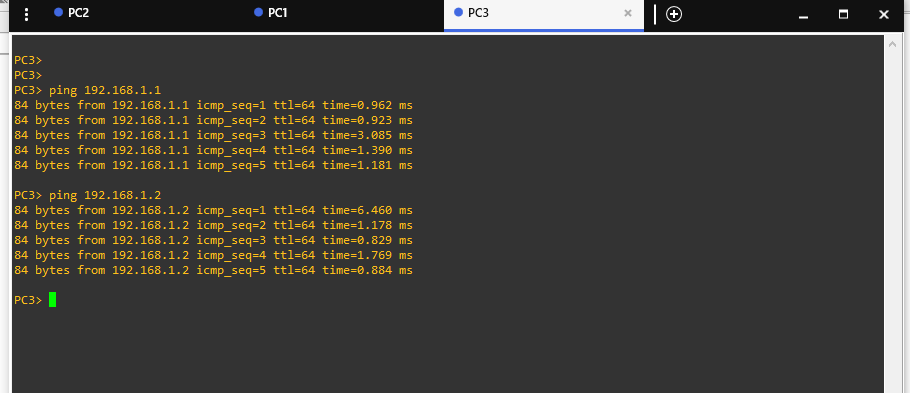 PC2
PC1
PC3
PC3>
PC3>
PC3> ping 192.168.1.1
84 bytes from 192.168.1.1 icmp_seq=1 ttl=64 time=0.962 ms
84 bytes from 192.168.1.1 icmp_seq=2 ttl=64 time=0.923 ms
84 bytes from 192.168.1.1 icmp_seq=3 ttl=64 time=3.085 ms
84 bytes from 192.168.1.1 icmp_seq=4 ttl=64 time=1.390 ms
84 bytes from 192.168.1.1 icmp_seq=5 ttl=64 time=1.181 ms
PC3> ping 192.168.1.2
84 bytes from 192.168.1.2 icmp_seq=1 ttl=64 time=6.460 ms
84 bytes from 192.168.1.2 icmp_seq=2 ttl=64 time=1.178 ms
84 bytes from 192.168.1.2 icmp_seq=3 ttl=64 time=0.829 ms
84 bytes from 192.168.1.2 icmp_seq=4 ttl=64 time=1.769 ms
84 bytes from 192.168.1.2 icmp_seq=5 ttl=64 time=0.884 ms
PC3>